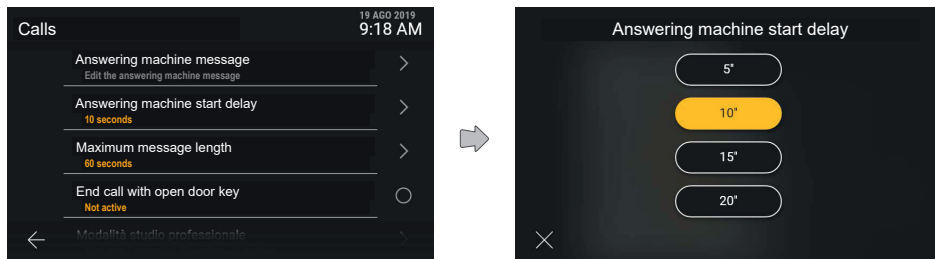 Calls
19 AGO 2019
9:18 AM
Answering machine message
Edit the answering machine message
Answering machine start delay
10 seconds
Maximum message length
60 seconds
End call with open door key
Not active
Modalità studio professionale
Answering machine start delay
5"
10"
15"
20"